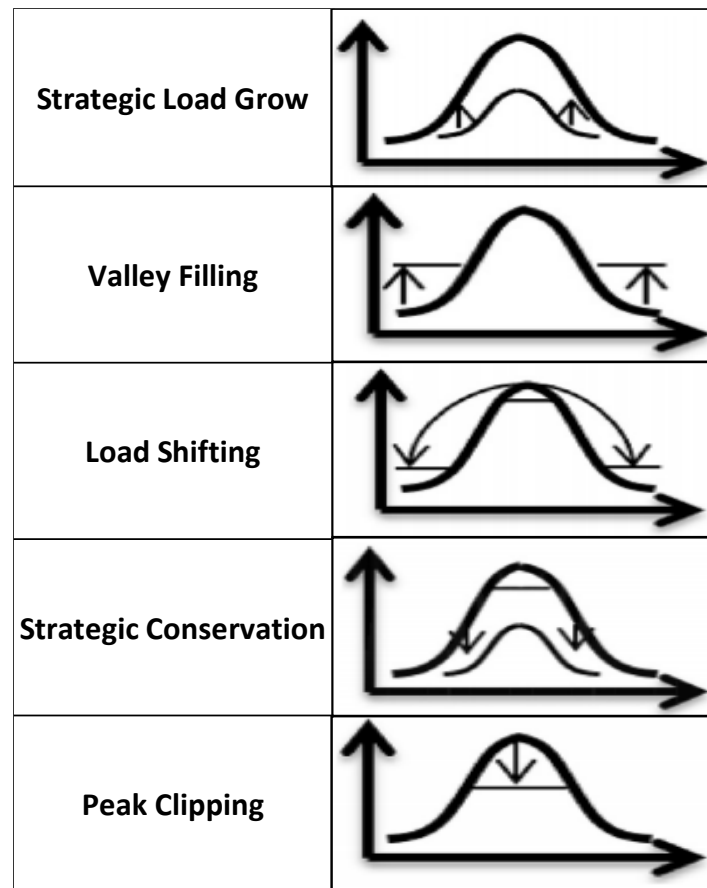 Strategic Load Grow
Valley Filling
Load Shifting
Strategic Conservation
Peak Clipping